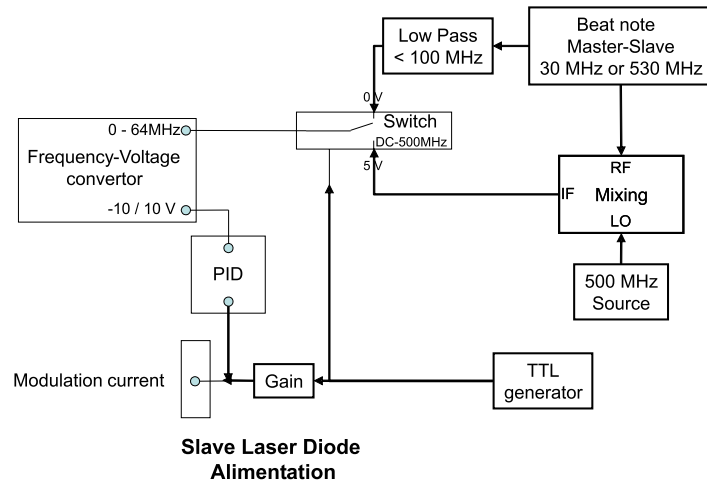 Beat note
Master-Slave
30 MHz or 530 MHz
Low Pass
< 100 MHz
0 V
Switch
DC-500MHz
5 V
0 - 64MHz
Frequency-Voltage
convertor
-10 / 10 V
RF
IF
Mixing
LO
PID
500 MHz
Source
Modulation current
Gain
TTL
generator
Slave Laser Diode
Alimentation